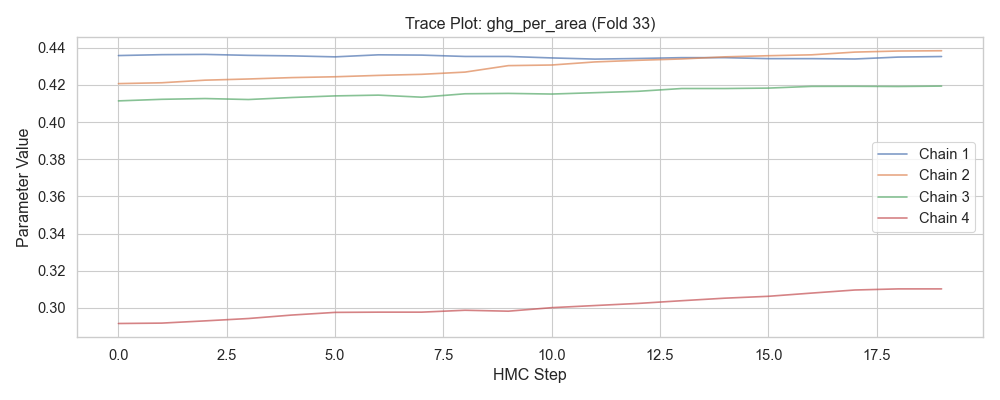 Trace Plot: ghg_per_area (Fold 33)
Parameter Value
0.44
0.42
0.40
0.38
0.36
0.34
0.32
0.30
Chain 1
Chain 2
Chain 3
Chain 4
0.0 2.5 5.0 7.5 10.0 12.5 15.0 17.5
HMC Step